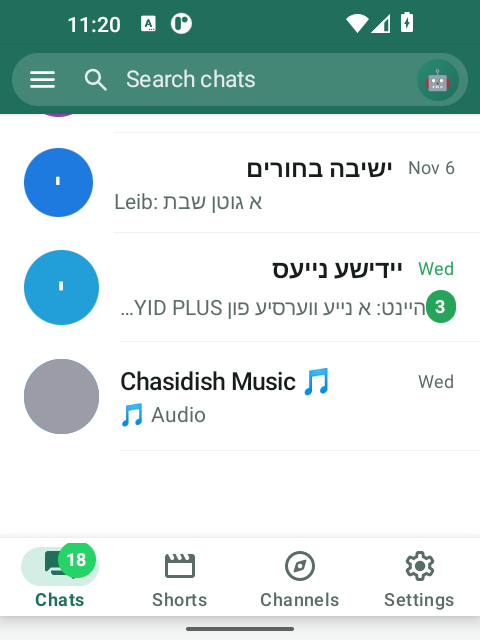 11:20
Search chats
ישיבה בחורים
Nov 6
Leib: א גוטן שבת
יידישע נייעס
Wed
היינט: א נייע ווערסיע פון YID PLUS...
3
Chasidish Music 🎵
Wed
🎵 Audio
18
Chats
Shorts
Channels
Settings